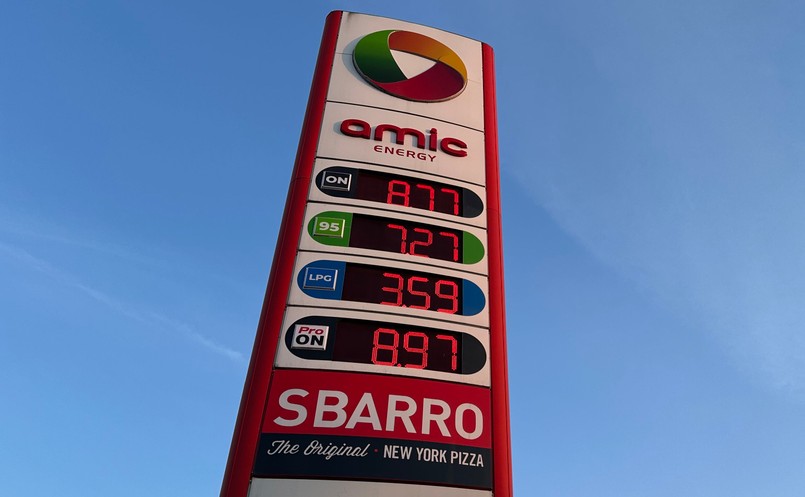 amic
ENERGY
ON 8.77
95 7.27
LPG 3.59
Pro
ON 8.97
SBARRO
The Original · NEW YORK PIZZA